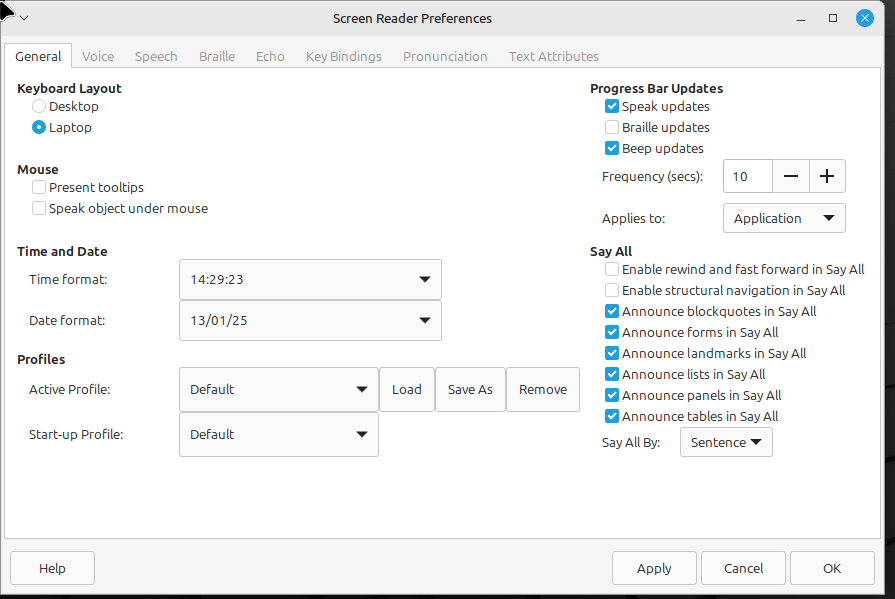 Screen Reader Preferences
General Voice Speech Braille Echo Key Bindings Pronunciation Text Attributes
Keyboard Layout
Desktop
Laptop
Mouse
Present tooltips
Speak object under mouse
Time and Date
Time format: 14:29:23
Date format: 13/01/25
Profiles
Active Profile: Default Load Save As Remove
Start-up Profile: Default
Progress Bar Updates
Speak updates
Braille updates
Beep updates
Frequency (secs): 10
Applies to: Application
Say All
Enable rewind and fast forward in Say All
Enable structural navigation in Say All
Announce blockquotes in Say All
Announce forms in Say All
Announce landmarks in Say All
Announce lists in Say All
Announce panels in Say All
Announce tables in Say All
Say All By: Sentence
Help Apply Cancel OK